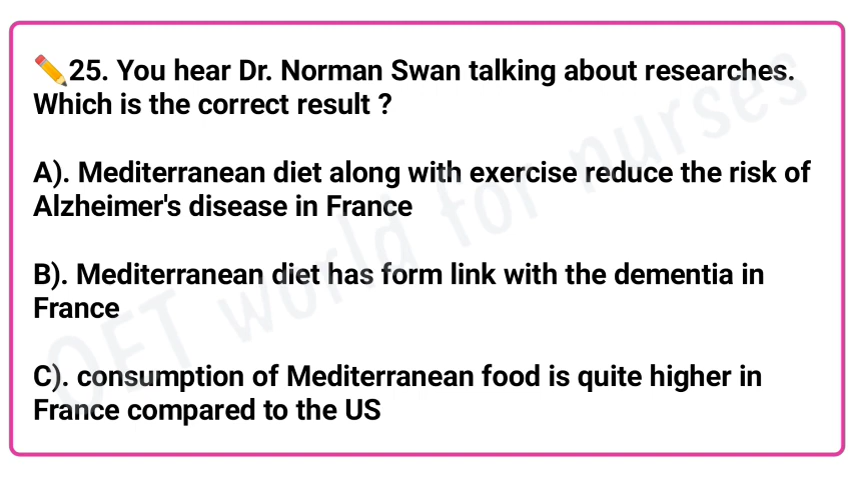 ✏️25. You hear Dr. Norman Swan talking about researches.
Which is the correct result ?
A). Mediterranean diet along with exercise reduce the risk of
Alzheimer's disease in France
B). Mediterranean diet has form link with the dementia in
France
C). consumption of Mediterranean food is quite higher in
France compared to the US
OET world for nurses